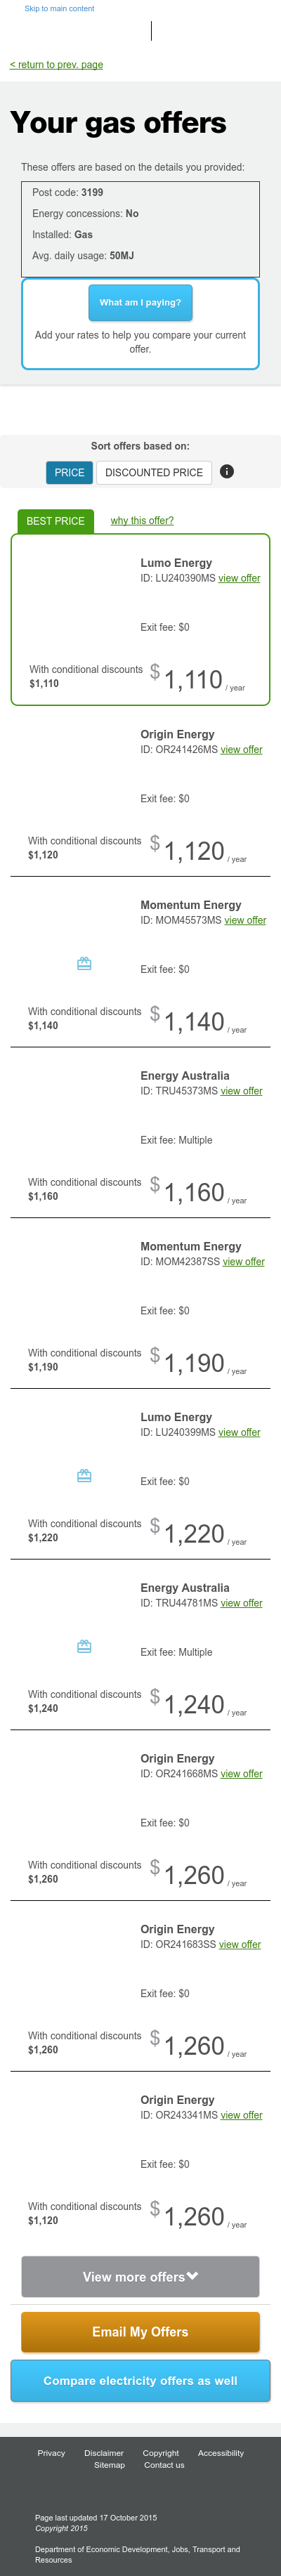 Skip to main content
< return to prev. page
Your gas offers
These offers are based on the details you provided:
Post code: 3199
Energy concessions: No
Installed: Gas
Avg. daily usage: 50MJ
What am I paying?
Add your rates to help you compare your current
offer.
Sort offers based on:
PRICE DISCOUNTED PRICE
BEST PRICE why this offer?
Lumo Energy
ID: LU240390MS view offer
Exit fee: $0
With conditional discounts
$1,110
$ 1,110 / year
Origin Energy
ID: OR241426MS view offer
Exit fee: $0
With conditional discounts
$1,120
$ 1,120 / year
Momentum Energy
ID: MOM45573MS view offer
Exit fee: $0
With conditional discounts
$1,140
$ 1,140 / year
Energy Australia
ID: TRU45373MS view offer
Exit fee: Multiple
With conditional discounts
$1,160
$ 1,160 / year
Momentum Energy
ID: MOM42387SS view offer
Exit fee: $0
With conditional discounts
$1,190
$ 1,190 / year
Lumo Energy
ID: LU240399MS view offer
Exit fee: $0
With conditional discounts
$1,220
$ 1,220 / year
Energy Australia
ID: TRU44781MS view offer
Exit fee: Multiple
With conditional discounts
$1,240
$ 1,240 / year
Origin Energy
ID: OR241668MS view offer
Exit fee: $0
With conditional discounts
$1,260
$ 1,260 / year
Origin Energy
ID: OR241683SS view offer
Exit fee: $0
With conditional discounts
$1,260
$ 1,260 / year
Origin Energy
ID: OR243341MS view offer
Exit fee: $0
With conditional discounts
$1,120
$ 1,260 / year
View more offers
Email My Offers
Compare electricity offers as well
Privacy Disclaimer Copyright Accessibility
Sitemap Contact us
Page last updated 17 October 2015
Copyright 2015
Department of Economic Development, Jobs, Transport and
Resources